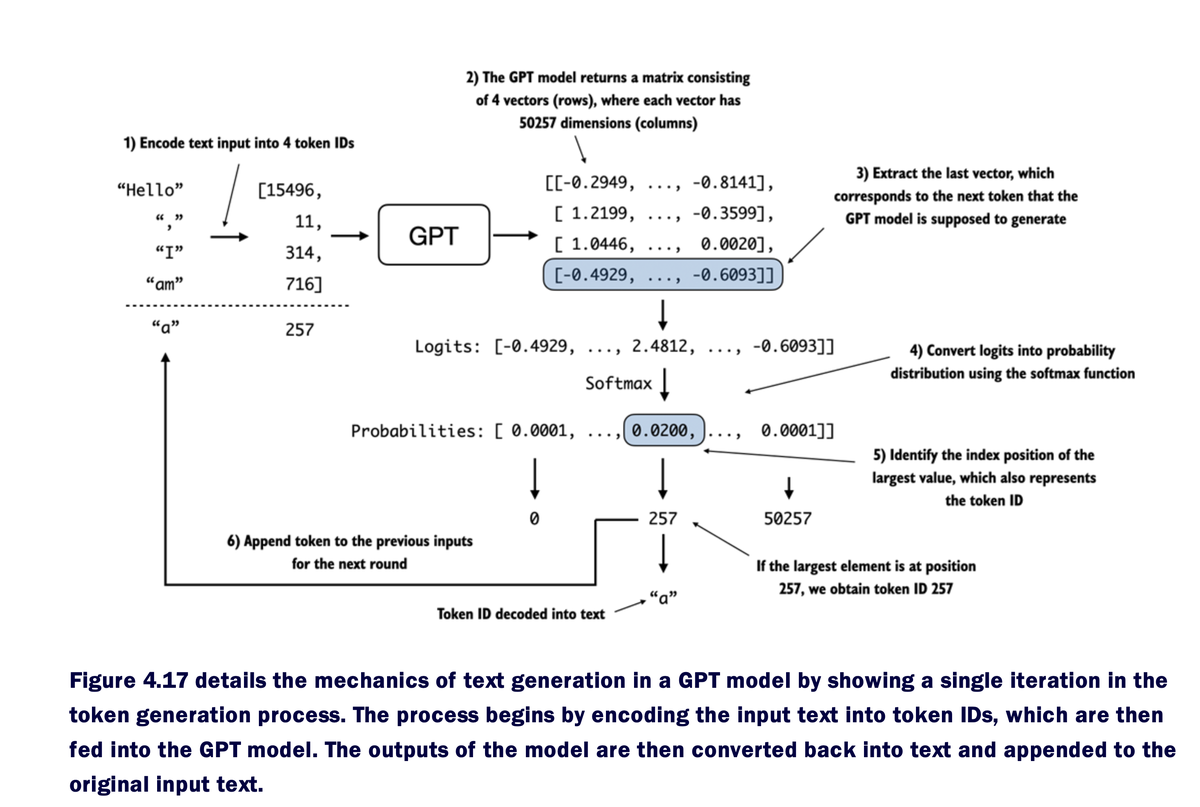 2) The GPT model returns a matrix consisting
of 4 vectors (rows), where each vector has
50257 dimensions (columns)
1) Encode text input into 4 token IDs
“Hello”
“,”
“I”
“am”
“a”
[15496,
11,
314,
716]
257
GPT
[[-0.2949, ..., -0.8141],
[ 1.2199, ..., -0.3599],
[ 1.0446, ..., 0.0020],
[-0.4929, ..., -0.6093]]
3) Extract the last vector, which
corresponds to the next token that the
GPT model is supposed to generate
Logits: [-0.4929, ..., 2.4812, ..., -0.6093]]
Softmax
4) Convert logits into probability
distribution using the softmax function
Probabilities: [ 0.0001, ..., 0.0200, ..., 0.0001]]
5) Identify the index position of the
largest value, which also represents
the token ID
0 257 50257
6) Append token to the previous inputs
for the next round
If the largest element is at position
257, we obtain token ID 257
“a”
Token ID decoded into text
Figure 4.17 details the mechanics of text generation in a GPT model by showing a single iteration in the
token generation process. The process begins by encoding the input text into token IDs, which are then
fed into the GPT model. The outputs of the model are then converted back into text and appended to the
original input text.